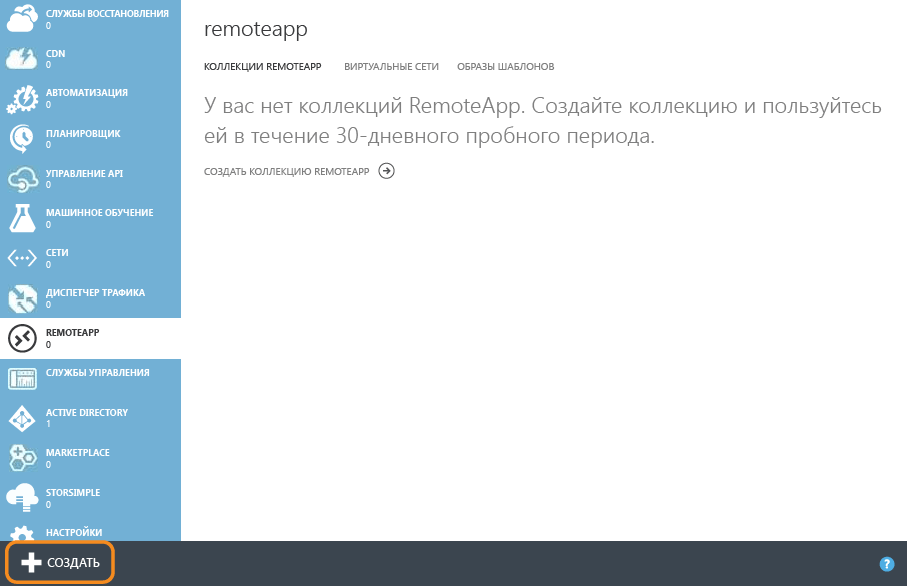 СЛУЖБЫ ВОССТАНОВЛЕНИЯ
0
CDN
0
АВТОМАТИЗАЦИЯ
0
ПЛАНИРОВЩИК
0
УПРАВЛЕНИЕ API
0
МАШИННОЕ ОБУЧЕНИЕ
0
СЕТИ
0
ДИСПЕТЧЕР ТРАФИКА
0
REMOTEAPP
0
СЛУЖБЫ УПРАВЛЕНИЯ
ACTIVE DIRECTORY
1
MARKETPLACE
0
STORSIMPLE
0
НАСТРОЙКИ
remoteapp
КОЛЛЕКЦИИ REMOTEAPP ВИРТУАЛЬНЫЕ СЕТИ ОБРАЗЫ ШАБЛОНОВ
У вас нет коллекций RemoteApp. Создайте коллекцию и пользуйтесь
ей в течение 30-дневного пробного периода.
СОЗДАТЬ КОЛЛЕКЦИЮ REMOTEAPP
СОЗДАТЬ
?